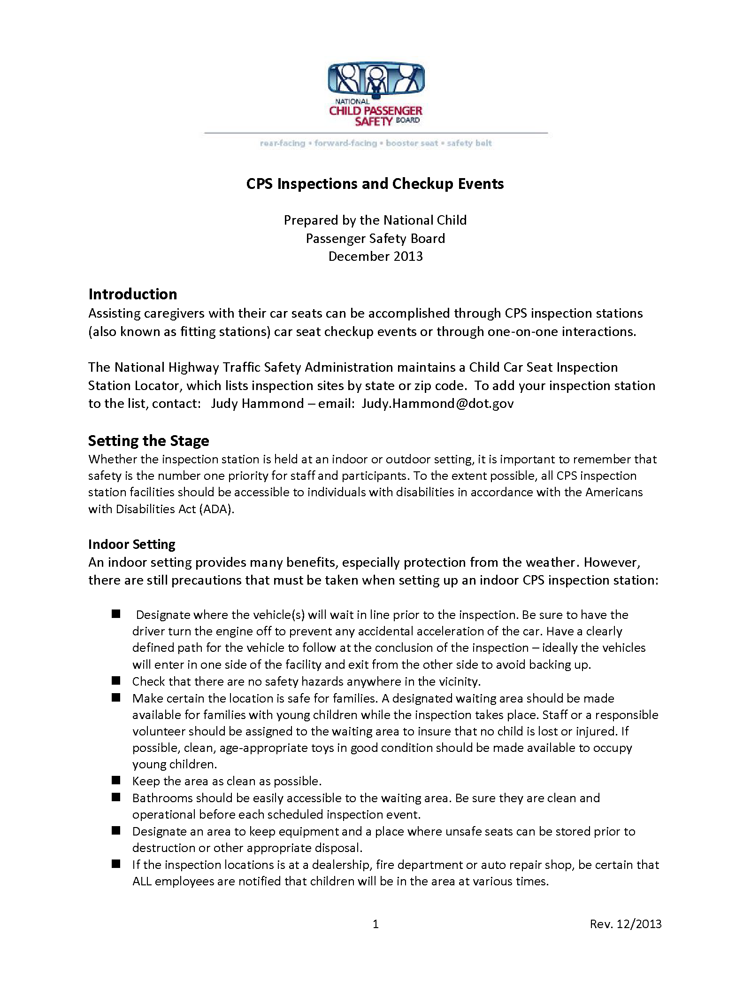 NATIONAL
CHILD PASSENGER
SAFETY BOARD
rear-facing • forward-facing • booster seat • safety belt
CPS Inspections and Checkup Events
Prepared by the National Child
Passenger Safety Board
December 2013
Introduction
Assisting caregivers with their car seats can be accomplished through CPS inspection stations
(also known as fitting stations) car seat checkup events or through one-on-one interactions.
The National Highway Traffic Safety Administration maintains a Child Car Seat Inspection
Station Locator, which lists inspection sites by state or zip code.  To add your inspection station
to the list, contact:   Judy Hammond – email:  Judy.Hammond@dot.gov
Setting the Stage
Whether the inspection station is held at an indoor or outdoor setting, it is important to remember that
safety is the number one priority for staff and participants. To the extent possible, all CPS inspection
station facilities should be accessible to individuals with disabilities in accordance with the Americans
with Disabilities Act (ADA).
Indoor Setting
An indoor setting provides many benefits, especially protection from the weather. However,
there are still precautions that must be taken when setting up an indoor CPS inspection station:
■ Designate where the vehicle(s) will wait in line prior to the inspection. Be sure to have the
driver turn the engine off to prevent any accidental acceleration of the car. Have a clearly
defined path for the vehicle to follow at the conclusion of the inspection – ideally the vehicles
will enter in one side of the facility and exit from the other side to avoid backing up.
■ Check that there are no safety hazards anywhere in the vicinity.
■ Make certain the location is safe for families. A designated waiting area should be made
available for families with young children while the inspection takes place. Staff or a responsible
volunteer should be assigned to the waiting area to insure that no child is lost or injured. If
possible, clean, age-appropriate toys in good condition should be made available to occupy
young children.
■ Keep the area as clean as possible.
■ Bathrooms should be easily accessible to the waiting area. Be sure they are clean and
operational before each scheduled inspection event.
■ Designate an area to keep equipment and a place where unsafe seats can be stored prior to
destruction or other appropriate disposal.
■ If the inspection locations is at a dealership, fire department or auto repair shop, be certain that
ALL employees are notified that children will be in the area at various times.
1 Rev. 12/2013